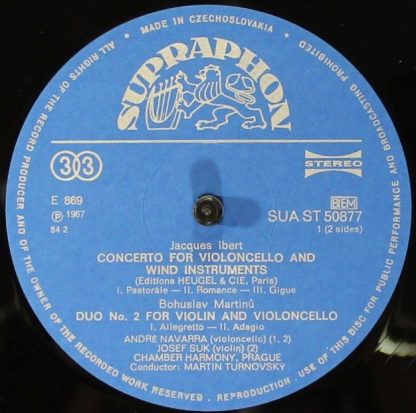 MADE IN CZECHOSLOVAKIA
ALL RIGHTS OF THE RECORD PRODUCER AND OF THE OWNER OF THE RECORDED WORK RESERVED . REPRODUCTION . USE OF THIS DISC FOR PUBLIC PERFORMANCE AND BROADCASTING PROHIBITED
SUPRAPHON
33
STEREO
E 869
Ⓟ 1967
54 2
BIEM
SUA ST 50877
1 (2 sides)
Jacques Ibert
CONCERTO FOR VIOLONCELLO AND
WIND INSTRUMENTS
(Editions HEUGEL & CIE, Paris)
I. Pastorále — II. Romance — III. Gigue
Bohuslav Martinů
DUO No. 2 FOR VIOLIN AND VIOLONCELLO
I. Allegretto — II. Adagio
ANDRÉ NAVARRA (violoncello) (1, 2)
JOSEF SUK (violin) (2)
CHAMBER HARMONY, PRAGUE
Conductor: MARTIN TURNOVSKÝ